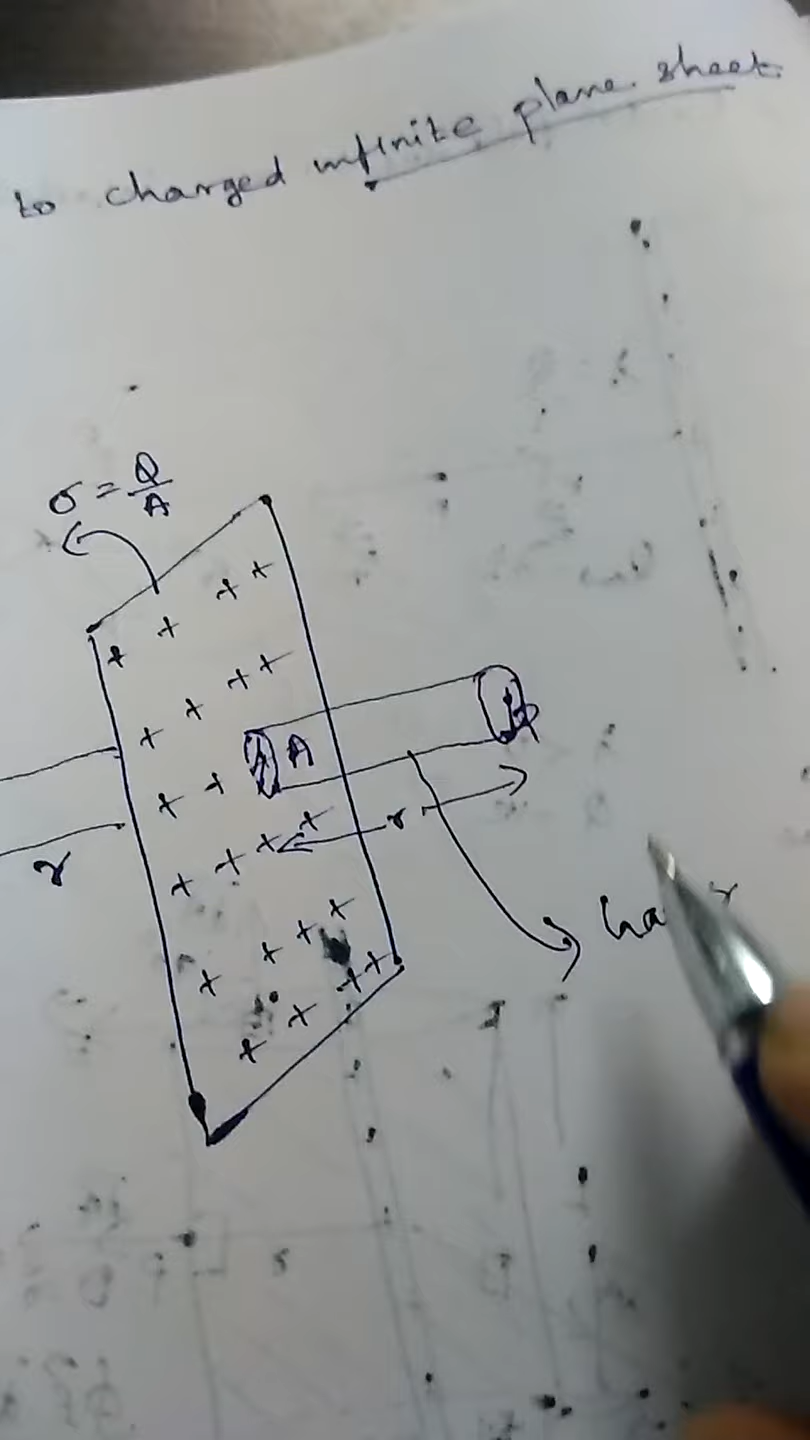 to charged infinite plane sheet
σ = Q/A
A
P
r
r